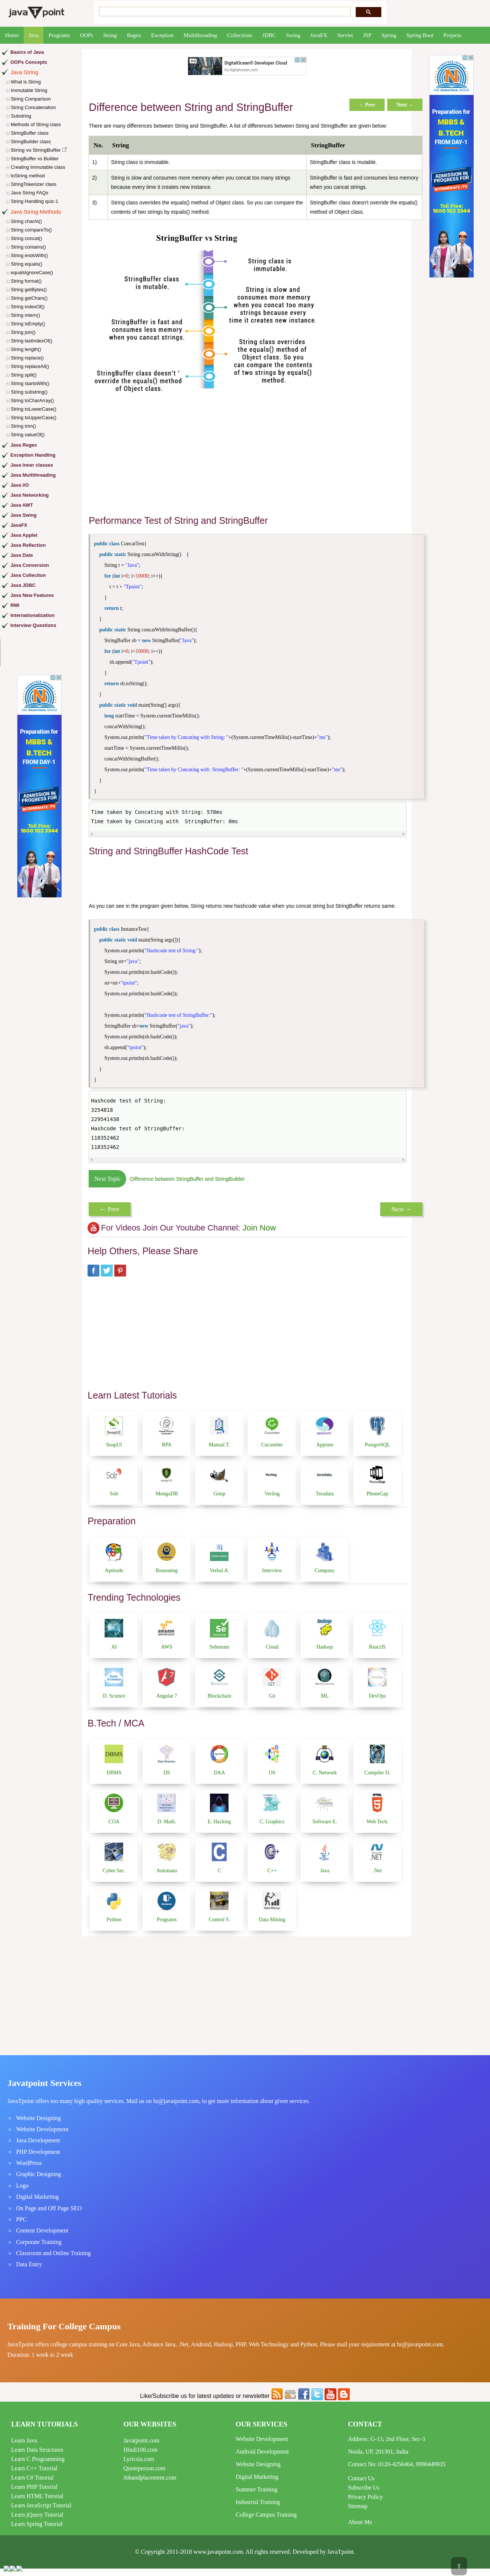 javaTpoint
Home Java Programs OOPs String Regex Exception Multithreading Collections JDBC Swing JavaFX Servlet JSP Spring Spring Boot Projects
Basics of Java
OOPs Concepts
Java String
What is String
Immutable String
String Comparison
String Concatenation
Substring
Methods of String class
StringBuffer class
StringBuilder class
String vs StringBuffer
StringBuffer vs Builder
Creating Immutable class
toString method
StringTokenizer class
Java String FAQs
String Handling quiz-1
Java String Methods
String charAt()
String compareTo()
String concat()
String contains()
String endsWith()
String equals()
equalsIgnoreCase()
String format()
String getBytes()
String getChars()
String indexOf()
String intern()
String isEmpty()
String join()
String lastIndexOf()
String length()
String replace()
String replaceAll()
String split()
String startsWith()
String substring()
String toCharArray()
String toLowerCase()
String toUpperCase()
String trim()
String valueOf()
Java Regex
Exception Handling
Java Inner classes
Java Multithreading
Java I/O
Java Networking
Java AWT
Java Swing
JavaFX
Java Applet
Java Reflection
Java Date
Java Conversion
Java Collection
Java JDBC
Java New Features
RMI
Internationalization
Interview Questions
Preparation for
MBBS &
B.TECH
FROM
ADMISSION
IN PROGRESS FOR
INTERMEDIATE-PU
Toll Free:
1800 102 3344
DigitalOcean® Developer Cloud
try.digitalocean.com
← Prev
Next →
Difference between String and StringBuffer
There are many differences between String and StringBuffer. A list of differences between String and StringBuffer are given below:
No. String StringBuffer
1) String class is immutable. StringBuffer class is mutable.
2) String is slow and consumes more memory when you concat too many strings because every time it creates new instance. StringBuffer is fast and consumes less memory when you cancat strings.
3) String class overrides the equals() method of Object class. So you can compare the contents of two strings by equals() method. StringBuffer class doesn't override the equals() method of Object class.
StringBuffer vs String
String class is
immutable.
StringBuffer class
is mutable.
String is slow and
consumes more memory
when you concat too many
strings because every
time it creates new instance.
StringBuffer is fast and
consumes less memory
when you cancat strings.
String class overrides
the equals() method of
Object class. So you
can compare the contents
of two strings by equals()
method.
StringBuffer class doesn't '
override the equals() method
of Object class.
Preparation for
MBBS &
B.TECH
FROM
ADMISSION
IN PROGRESS FOR
INTERMEDIATE-PU
Toll Free:
1800 102 3344
Performance Test of String and StringBuffer
public class ConcatTest{
public static String concatWithString() {
String t = "Java";
for (int i=0; i<10000; i++){
t = t + "Tpoint";
}
return t;
}
public static String concatWithStringBuffer(){
StringBuffer sb = new StringBuffer("Java");
for (int i=0; i<10000; i++){
sb.append("Tpoint");
}
return sb.toString();
}
public static void main(String[] args){
long startTime = System.currentTimeMillis();
concatWithString();
System.out.println("Time taken by Concating with String: "+(System.currentTimeMillis()-startTime)+"ms");
startTime = System.currentTimeMillis();
concatWithStringBuffer();
System.out.println("Time taken by Concating with  StringBuffer: "+(System.currentTimeMillis()-startTime)+"ms");
}
}
Time taken by Concating with String: 578ms
Time taken by Concating with  StringBuffer: 0ms
String and StringBuffer HashCode Test
As you can see in the program given below, String returns new hashcode value when you concat string but StringBuffer returns same.
public class InstanceTest{
public static void main(String args[]){
System.out.println("Hashcode test of String:");
String str="java";
System.out.println(str.hashCode());
str=str+"tpoint";
System.out.println(str.hashCode());
System.out.println("Hashcode test of StringBuffer:");
StringBuffer sb=new StringBuffer("java");
System.out.println(sb.hashCode());
sb.append("tpoint");
System.out.println(sb.hashCode());
}
}
Hashcode test of String:
3254818
229541438
Hashcode test of StringBuffer:
118352462
118352462
Next Topic Difference between StringBuffer and StringBuilder
← Prev
Next →
For Videos Join Our Youtube Channel: Join Now
Help Others, Please Share
Learn Latest Tutorials
SoapUI RPA Manual T. Cucumber Appium PostgreSQL
Solr MongoDB Gimp Verilog Teradata PhoneGap
Preparation
Aptitude Reasoning Verbal A. Interview Company
Trending Technologies
AI AWS Selenium Cloud Hadoop ReactJS
D. Science Angular 7 Blockchain Git ML DevOps
B.Tech / MCA
DBMS DS DAA OS C. Network Compiler D.
COA D. Math. E. Hacking C. Graphics Software E. Web Tech.
Cyber Sec. Automata C C++ Java .Net
Python Programs Control S. Data Mining
Javatpoint Services
JavaTpoint offers too many high quality services. Mail us on hr@javatpoint.com, to get more information about given services.
Website Designing
Website Development
Java Development
PHP Development
WordPress
Graphic Designing
Logo
Digital Marketing
On Page and Off Page SEO
PPC
Content Development
Corporate Training
Classroom and Online Training
Data Entry
Training For College Campus
JavaTpoint offers college campus training on Core Java, Advance Java, .Net, Android, Hadoop, PHP, Web Technology and Python. Please mail your requirement at hr@javatpoint.com.
Duration: 1 week to 2 week
Like/Subscribe us for latest updates or newsletter
LEARN TUTORIALS
Learn Java
Learn Data Structures
Learn C Programming
Learn C++ Tutorial
Learn C# Tutorial
Learn PHP Tutorial
Learn HTML Tutorial
Learn JavaScript Tutorial
Learn jQuery Tutorial
Learn Spring Tutorial
OUR WEBSITES
Javatpoint.com
Hindi100.com
Lyricsia.com
Quoteperson.com
Jobandplacement.com
OUR SERVICES
Website Development
Android Development
Website Designing
Digital Marketing
Summer Training
Industrial Training
College Campus Training
CONTACT
Address: G-13, 2nd Floor, Sec-3
Noida, UP, 201301, India
Contact No: 0120-4256464, 9990449935
Contact Us
Subscribe Us
Privacy Policy
Sitemap
About Me
© Copyright 2011-2018 www.javatpoint.com. All rights reserved. Developed by JavaTpoint.